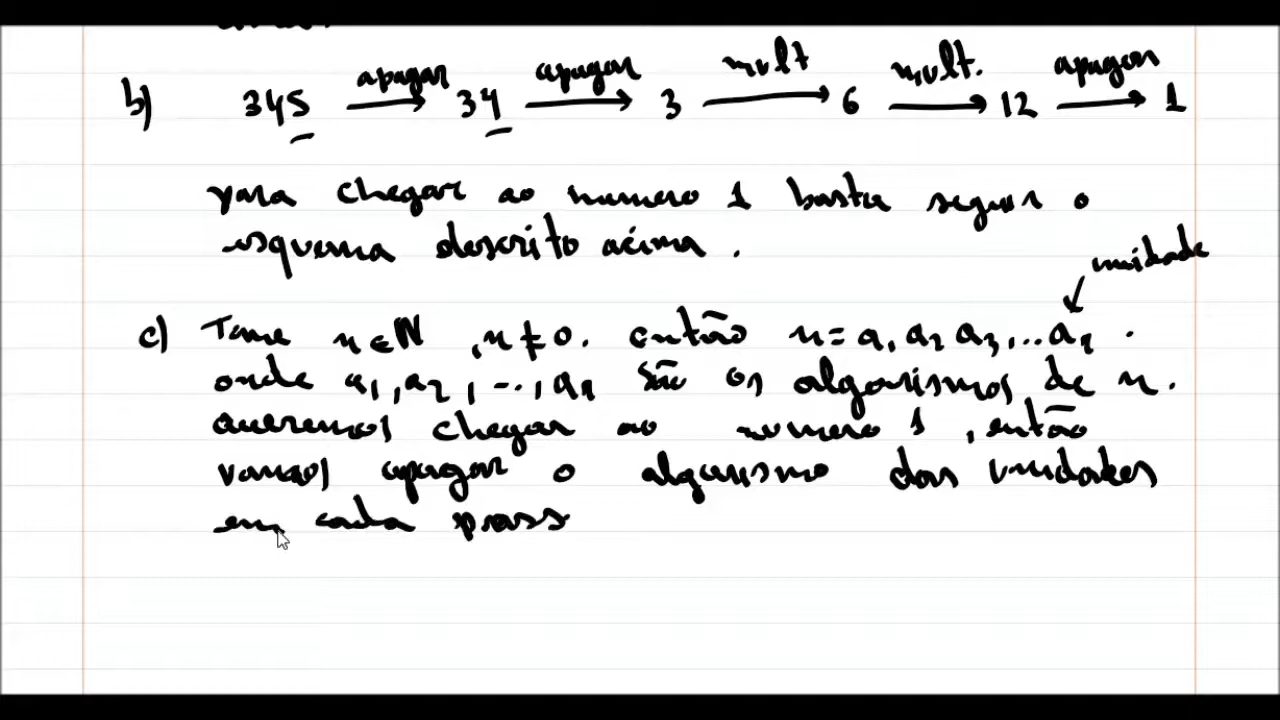 b) 345 apagar → 34 apagar → 3 mult → 6 mult. → 12 apagar → 1
para chegar ao numero 1 basta seguir o
esquema descrito acima.
unidade
c) Tome n ∈ ℕ, n ≠ 0. então n = a₁ a₂ a₃, ... aₙ.
onde a₁, a₂, ..., aₙ são os algarismos de n.
queremos chegar ao numero 1, então
vamos apagar o algarismo das unidades
em cada pass